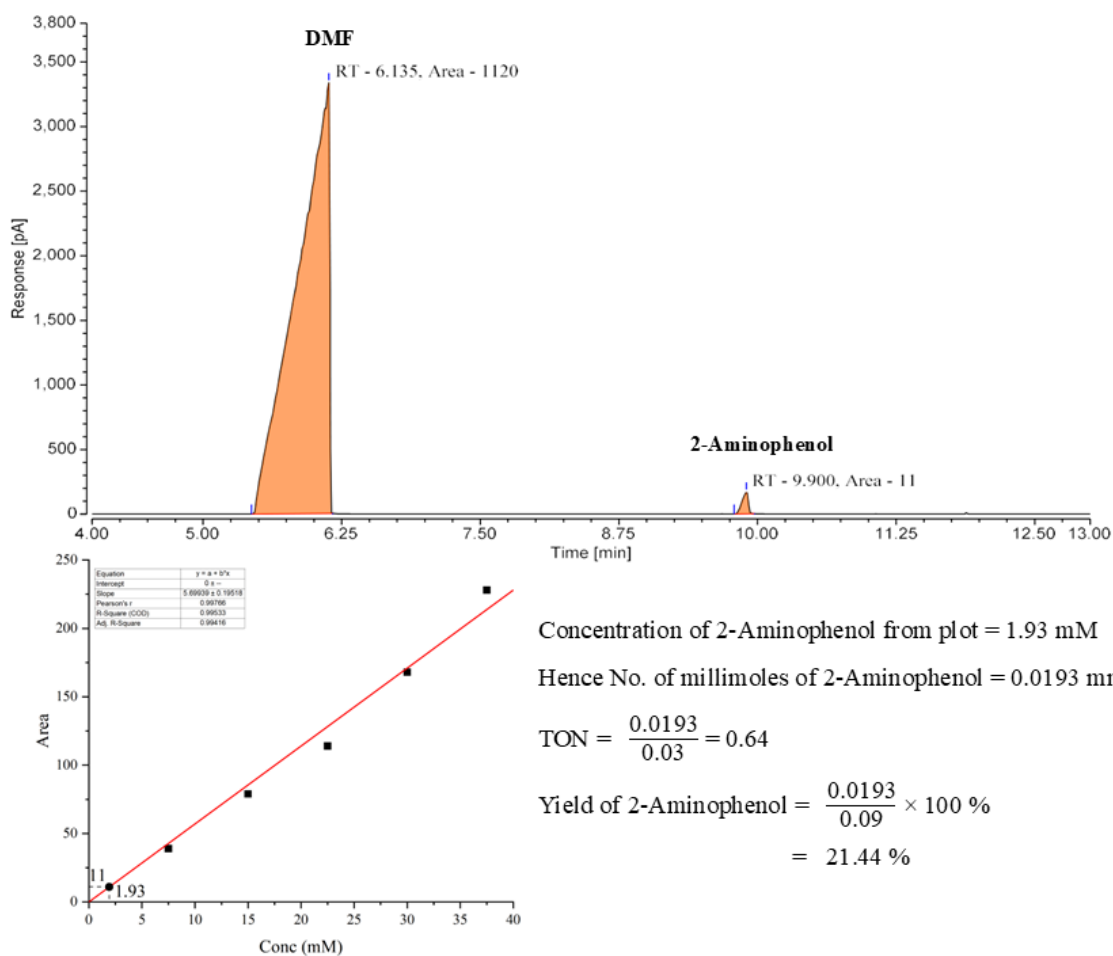 DMF
RT - 6.135, Area - 1120
3,800
3,500
3,000
2,500
2,000
1,500
1,000
500
0
Response [pA]
2-Aminophenol
RT - 9.900, Area - 11
4.00 5.00 6.25 7.50 8.75 10.00 11.25 12.50 13.00
Time [min]
250
200
150
100
50
0
Area
Equation y = a + b*x
Intercept 0 ± --
Slope 5.69939 ± 0.19518
Pearson's r 0.99766
R-Square (COD) 0.99533
Adj. R-Square 0.99416
11
1.93
0 5 10 15 20 25 30 35 40
Conc (mM)
Concentration of 2-Aminophenol from plot = 1.93 mM
Hence No. of millimoles of 2-Aminophenol = 0.0193
TON = 0.0193 / 0.03 = 0.64
Yield of 2-Aminophenol = 0.0193 / 0.09 × 100 %
= 21.44 %